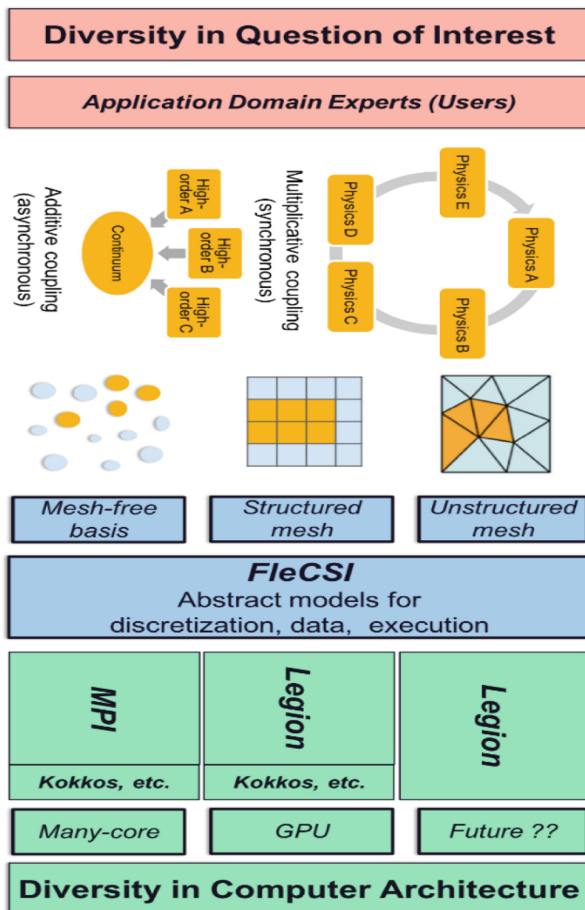 Diversity in Question of Interest
Application Domain Experts (Users)
Additive coupling
(asynchronous)
High-
order A
High-
order B
High-
order C
Continuum
Multiplicative coupling
(synchronous)
Physics E
Physics A
Physics B
Physics C
Physics D
Mesh-free
basis
Structured
mesh
Unstructured
mesh
FleCSI
Abstract models for
discretization, data, execution
MPI
Kokkos, etc.
Legion
Kokkos, etc.
Legion
Many-core
GPU
Future ??
Diversity in Computer Architecture